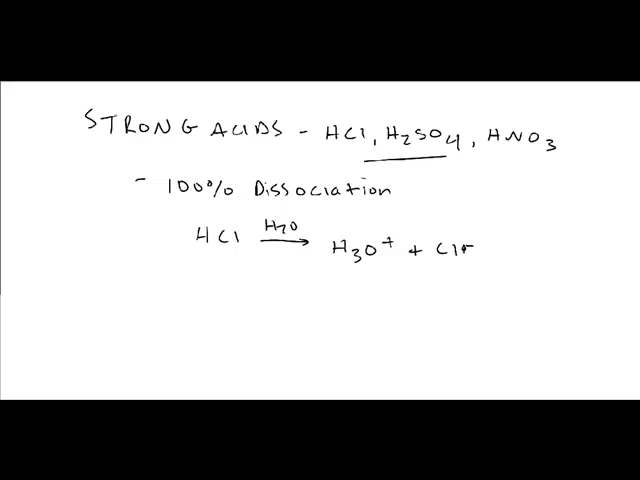 STRONG ACIDS - HCl, H2SO4, HNO3
- 100% Dissociation
HCl H2O → H3O+ + Cl-